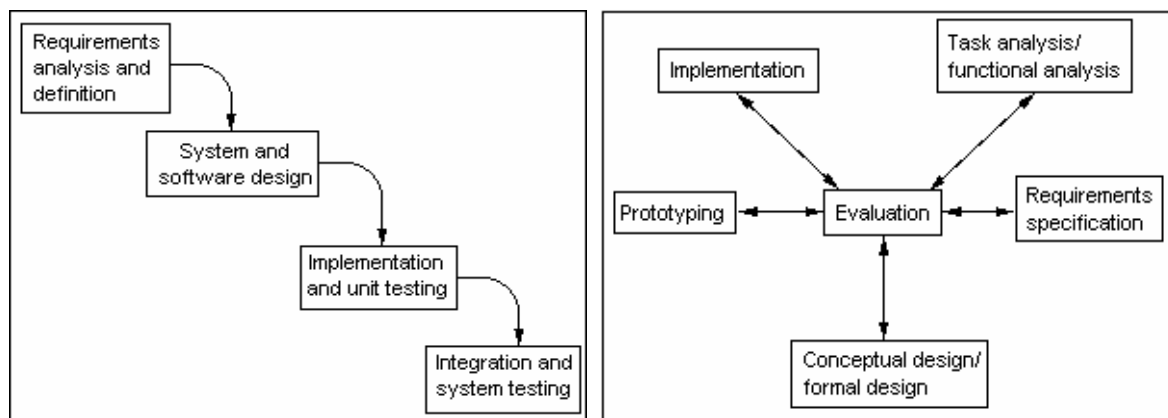 Requirements
analysis and
definition
System and
software design
Implementation
and unit testing
Integration and
system testing
Implementation
Task analysis/
functional analysis
Prototyping
Evaluation
Requirements
specification
Conceptual design/
formal design